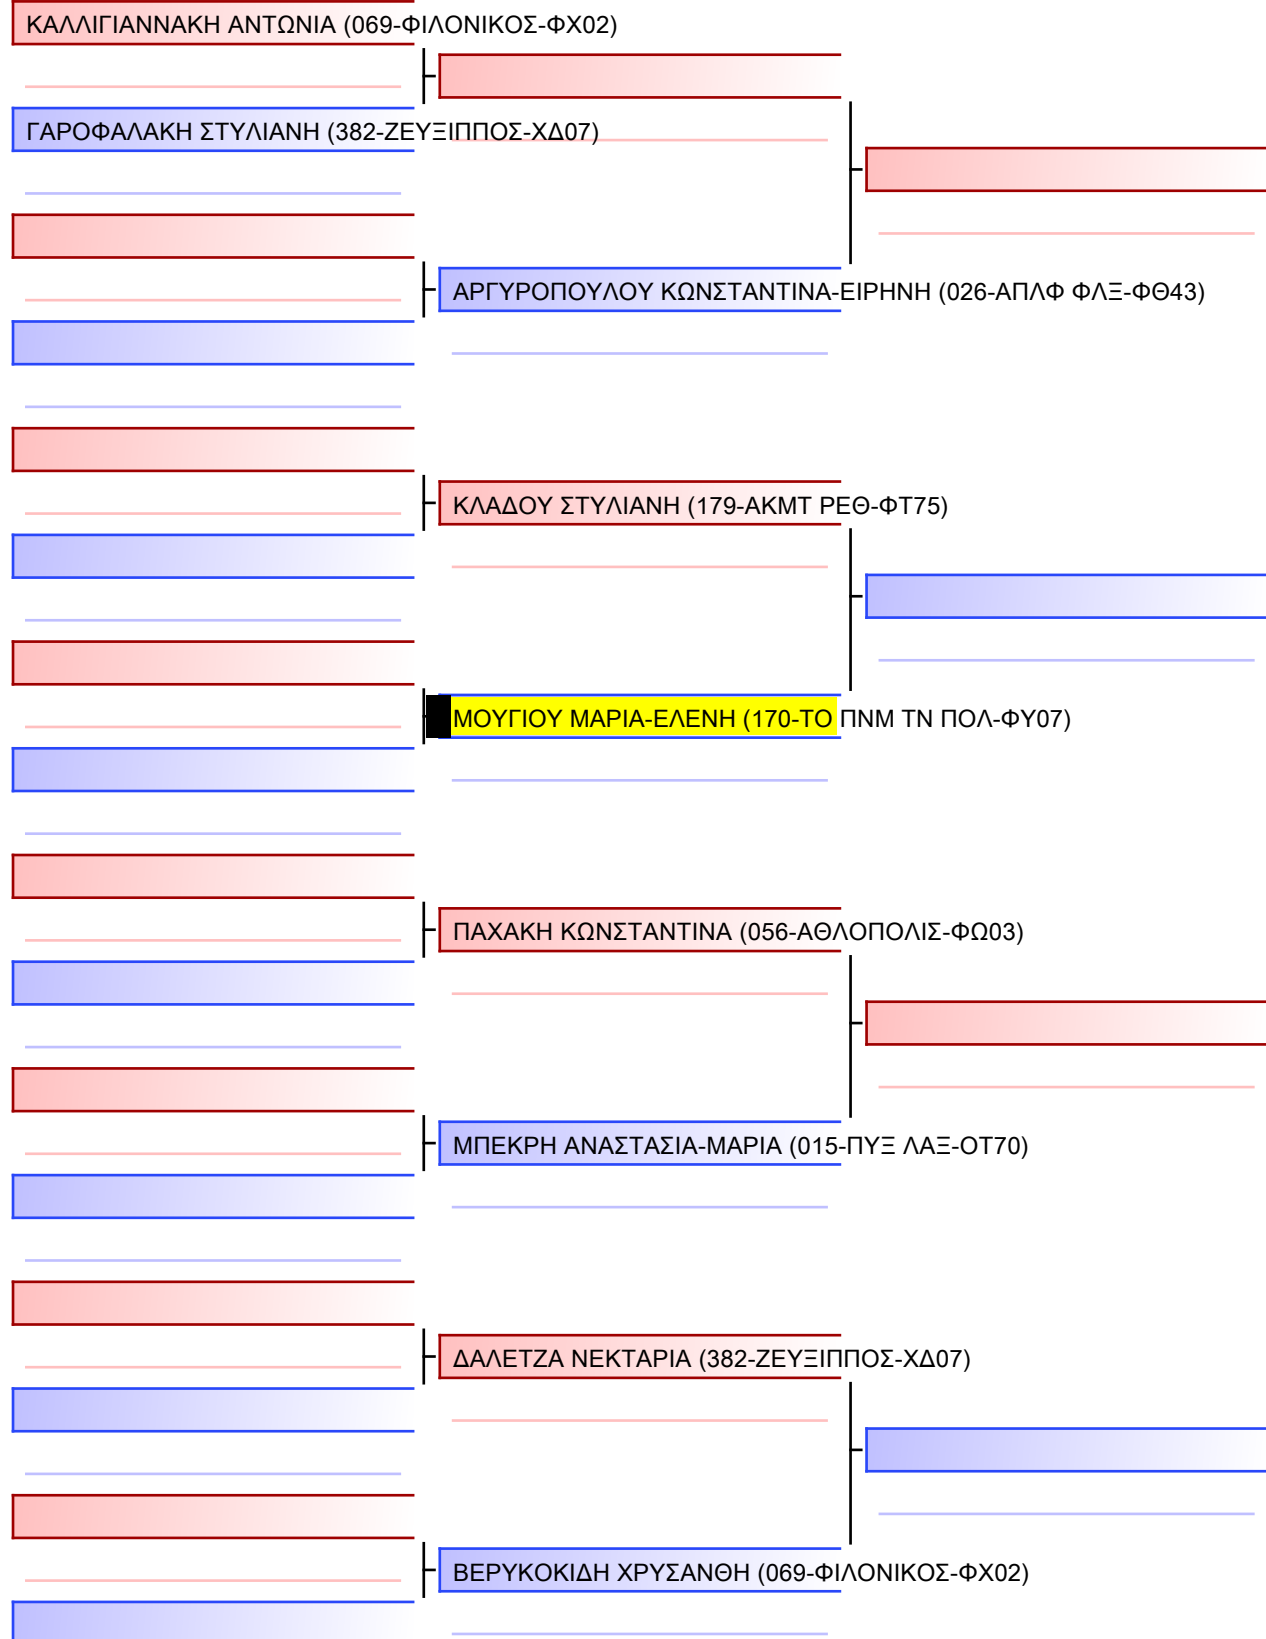 ΚΑΛΛΙΓΙΑΝΝΑΚΗ ΑΝΤΩΝΙΑ (069-ΦΙΛΟΝΙΚΟΣ-ΦΧ02)
ΓΑΡΟΦΑΛΑΚΗ ΣΤΥΛΙΑΝΗ (382-ΖΕΥΞΙΠΠΟΣ-ΧΔ07)
ΑΡΓΥΡΟΠΟΥΛΟΥ ΚΩΝΣΤΑΝΤΙΝΑ-ΕΙΡΗΝΗ (026-ΑΠΛΦ ΦΛΞ-ΦΘ43)
ΚΛΑΔΟΥ ΣΤΥΛΙΑΝΗ (179-ΑΚΜΤ ΡΕΘ-ΦΤ75)
ΜΟΥΓΙΟΥ ΜΑΡΙΑ-ΕΛΕΝΗ (170-ΤΟ ΠΝΜ ΤΝ ΠΟΛ-ΦΥ07)
ΠΑΧΑΚΗ ΚΩΝΣΤΑΝΤΙΝΑ (056-ΑΘΛΟΠΟΛΙΣ-ΦΩ03)
ΜΠΕΚΡΗ ΑΝΑΣΤΑΣΙΑ-ΜΑΡΙΑ (015-ΠΥΞ ΛΑΞ-ΟΤ70)
ΔΑΛΕΤΖΑ ΝΕΚΤΑΡΙΑ (382-ΖΕΥΞΙΠΠΟΣ-ΧΔ07)
ΒΕΡΥΚΟΚΙΔΗ ΧΡΥΣΑΝΘΗ (069-ΦΙΛΟΝΙΚΟΣ-ΦΧ02)